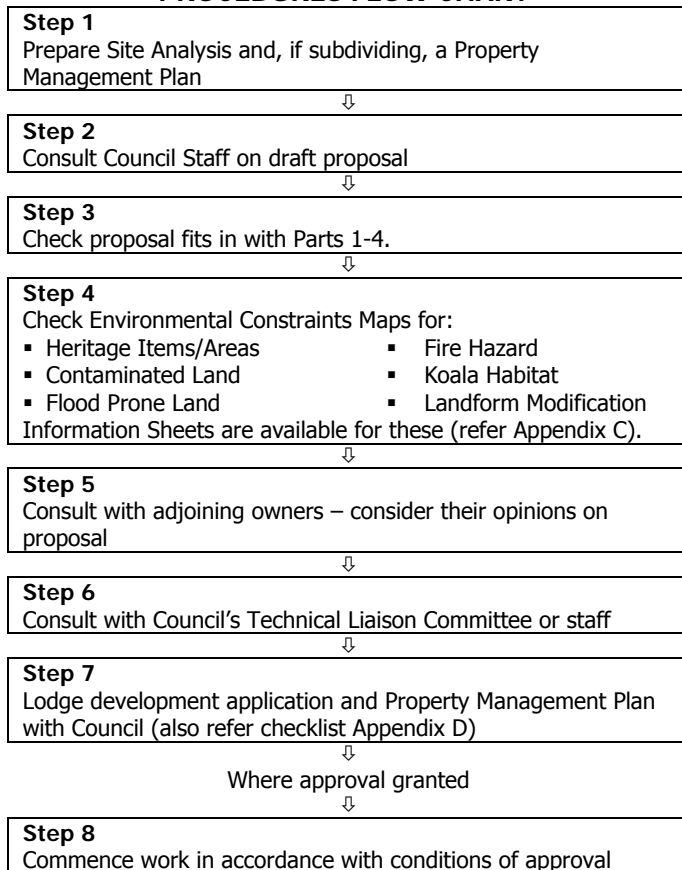 PROCEDURES FLOW CHART
Step 1
Prepare Site Analysis and, if subdividing, a Property
Management Plan
⇩
Step 2
Consult Council Staff on draft proposal
⇩
Step 3
Check proposal fits in with Parts 1-4.
⇩
Step 4
Check Environmental Constraints Maps for:
▪ Heritage Items/Areas ▪ Fire Hazard
▪ Contaminated Land ▪ Koala Habitat
▪ Flood Prone Land ▪ Landform Modification
Information Sheets are available for these (refer Appendix C).
⇩
Step 5
Consult with adjoining owners – consider their opinions on
proposal
⇩
Step 6
Consult with Council’s Technical Liaison Committee or staff
⇩
Step 7
Lodge development application and Property Management Plan
with Council (also refer checklist Appendix D)
⇩
Where approval granted
⇩
Step 8
Commence work in accordance with conditions of approval